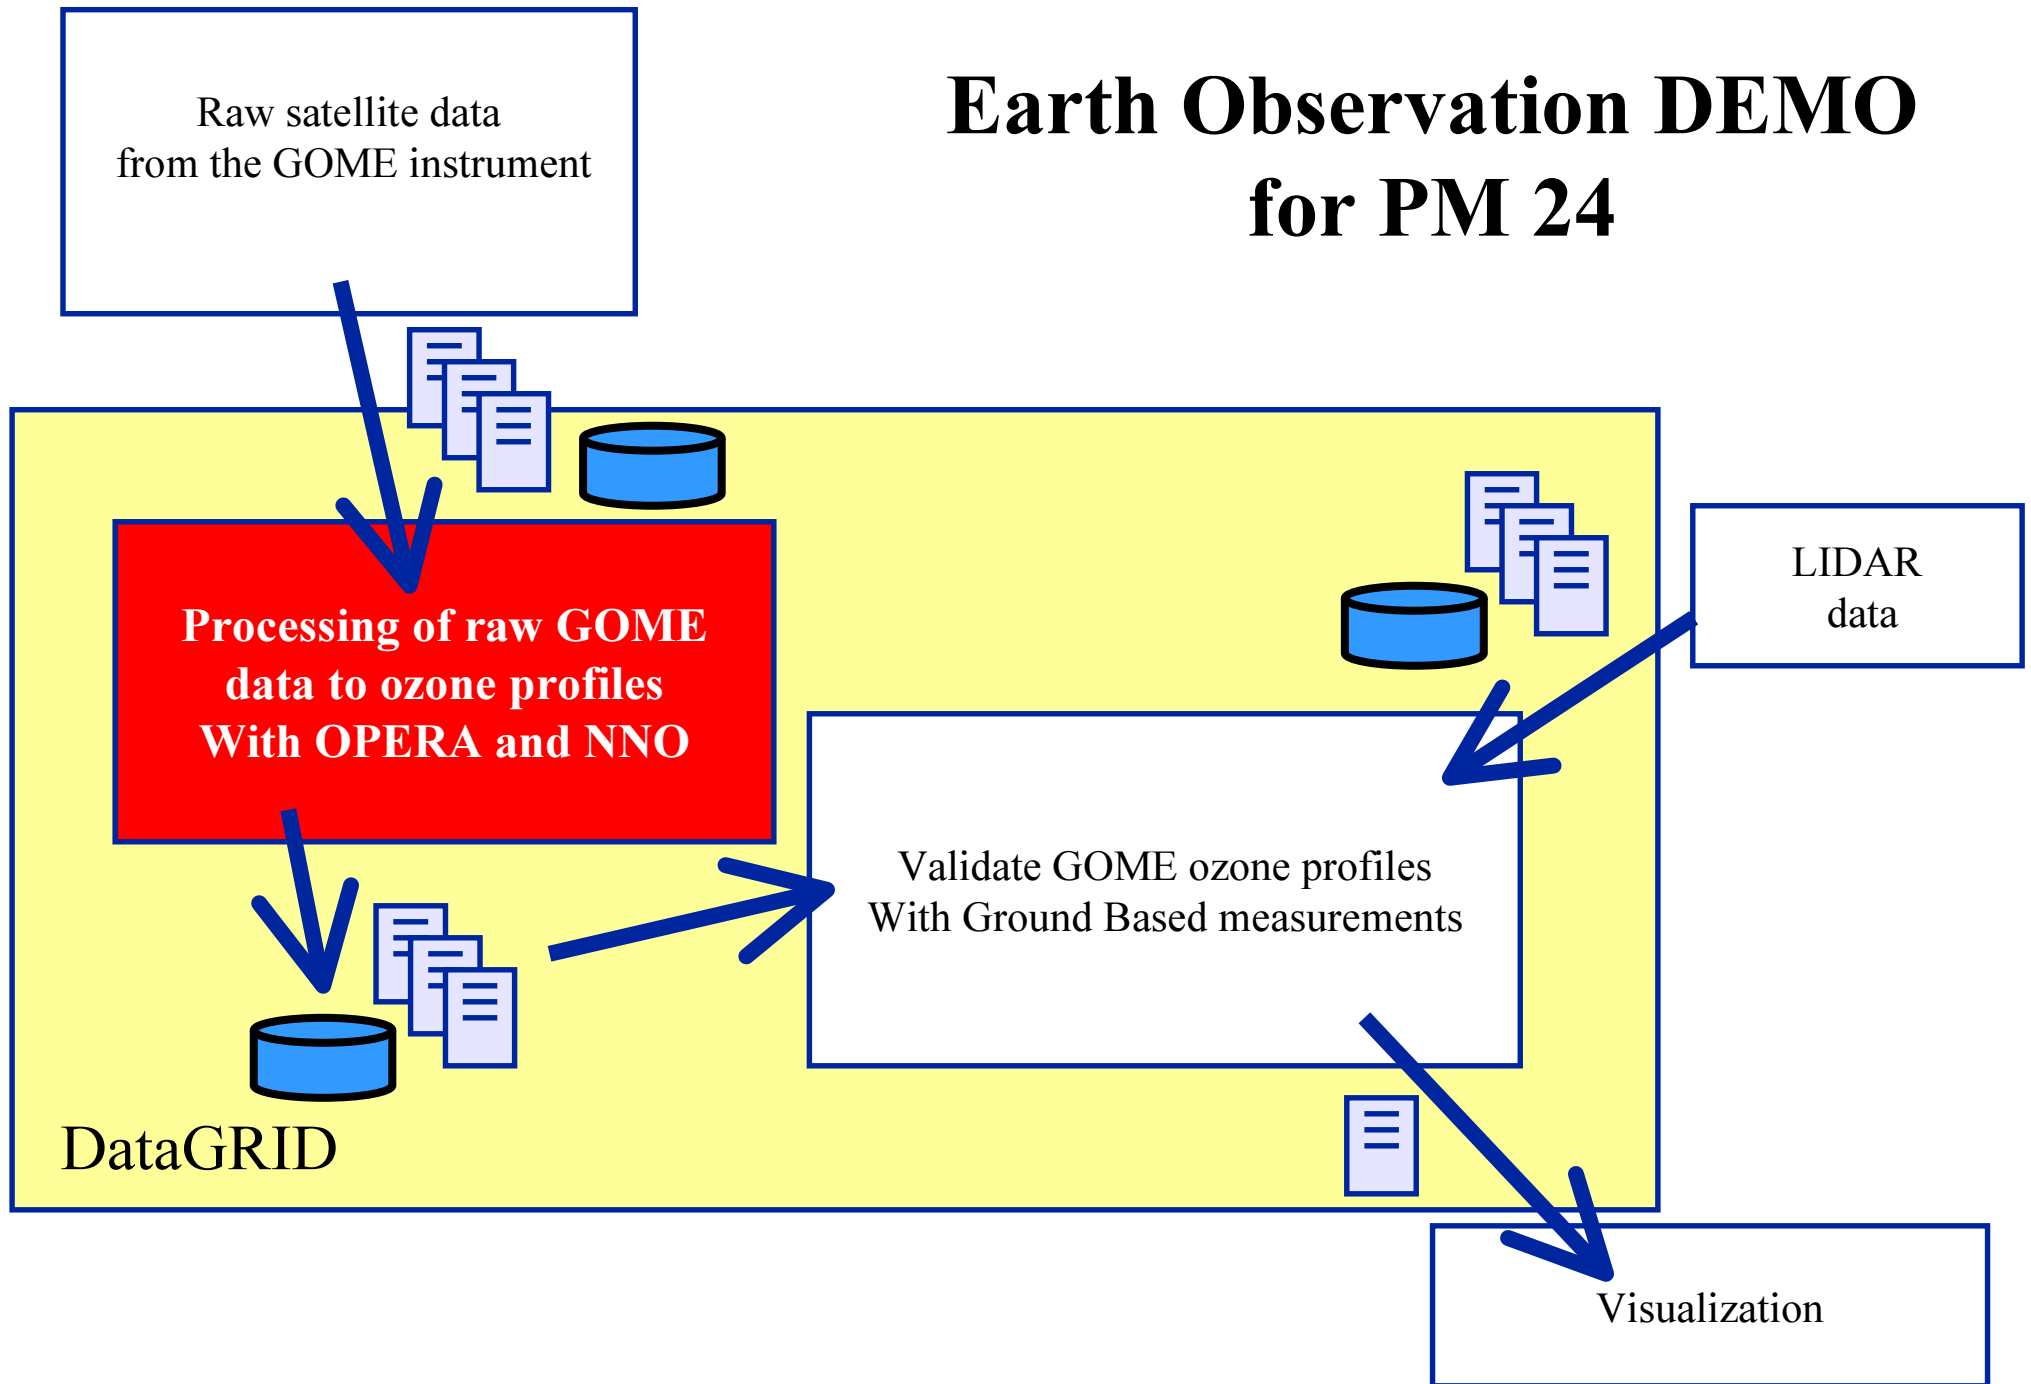 Raw satellite data
from the GOME instrument
Earth Observation DEMO
for PM 24
LIDAR
data
Processing of raw GOME
data to ozone profiles
With OPERA and NNO
Validate GOME ozone profiles
With Ground Based measurements
DataGRID
Visualization